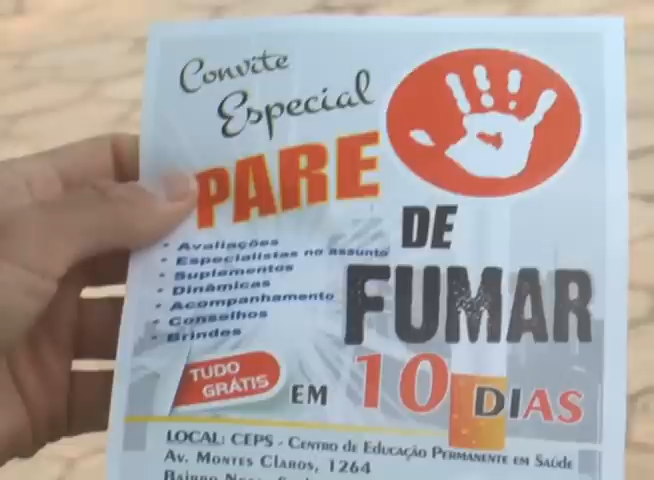 Convite
Especial
PARE
DE
FUMAR
EM 10 DIAS
• Avaliações
• Especialistas no assunto
• Suplementos
• Dinâmicas
• Acompanhamento
• Conselhos
• Brindes
TUDO
GRÁTIS
LOCAL: CEPS - Centro de Educação Permanente em Saúde
Av. Montes Claros, 1264
Bairro